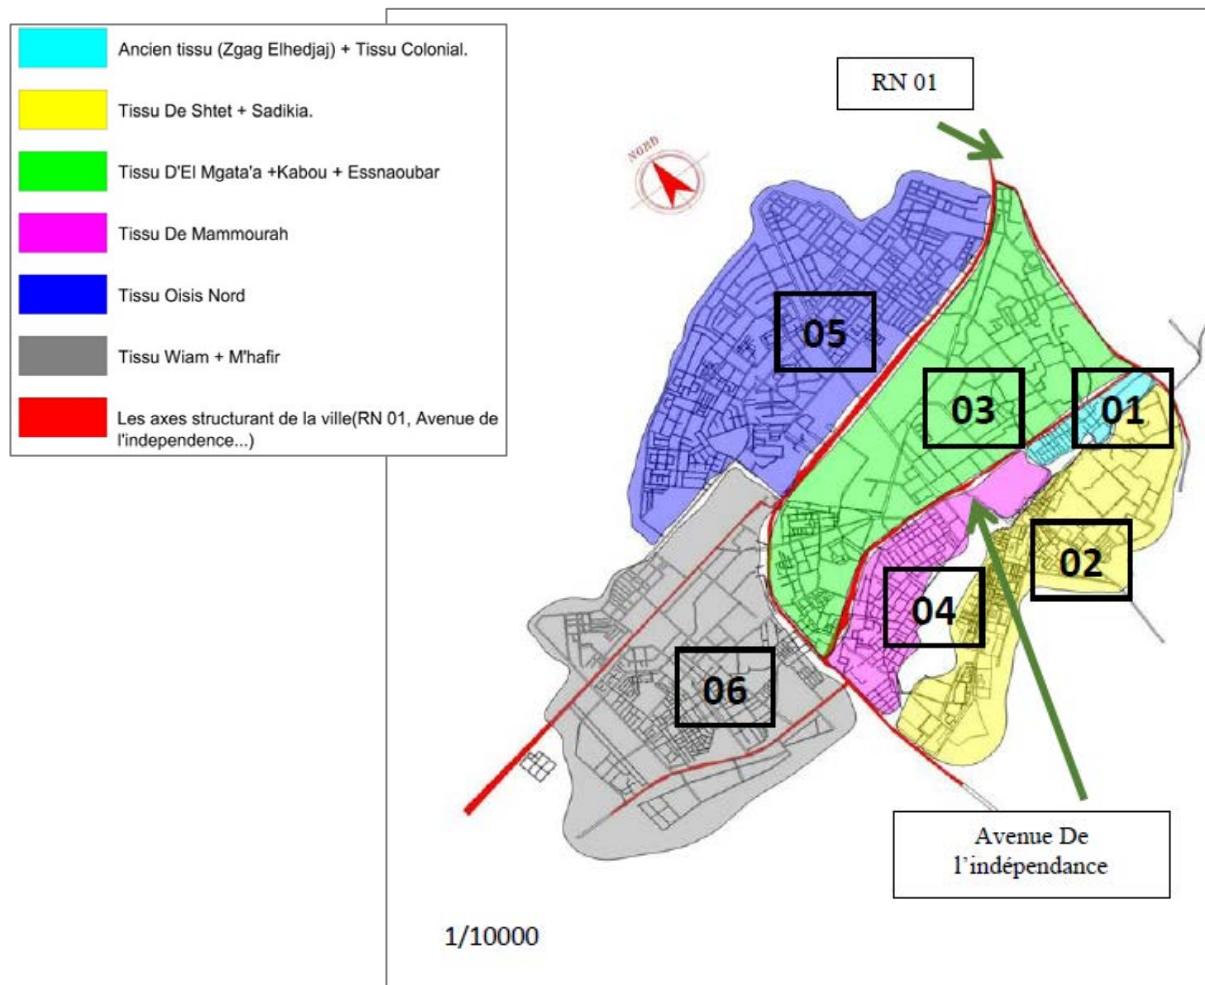 Ancien tissu (Zgag Elhedjaj) + Tissu Colonial.
Tissu De Shtet + Sadikia.
Tissu D'El Mgata'a +Kabou + Essnaoubar
Tissu De Mammourah
Tissu Oisis Nord
Tissu Wiam + M'hafir
Les axes structurant de la ville(RN 01, Avenue de
l'independence...)
RN 01
NORD
05
03
01
02
04
06
Avenue De
l’indépendance
1/10000